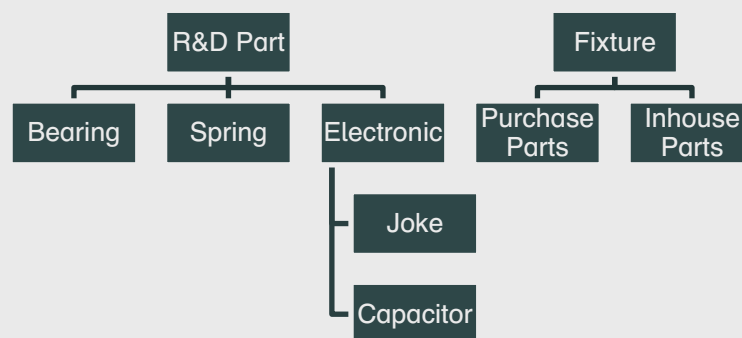 R&D Part
Fixture
Bearing
Spring
Electronic
Purchase
Parts
Inhouse
Parts
Joke
Capacitor